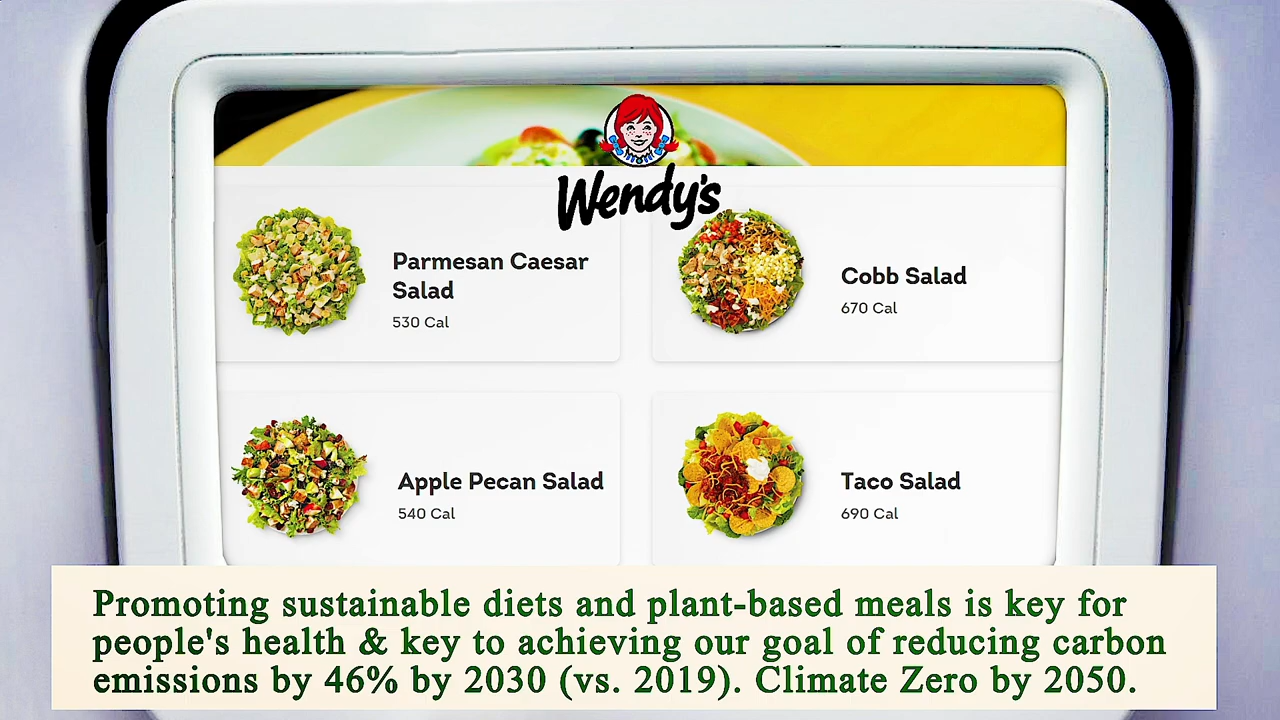 Wendy's
Parmesan Caesar
Salad
530 Cal
Cobb Salad
670 Cal
Apple Pecan Salad
540 Cal
Taco Salad
690 Cal
Promoting sustainable diets and plant-based meals is key for
people's health & key to achieving our goal of reducing carbon
emissions by 46% by 2030 (vs. 2019). Climate Zero by 2050.